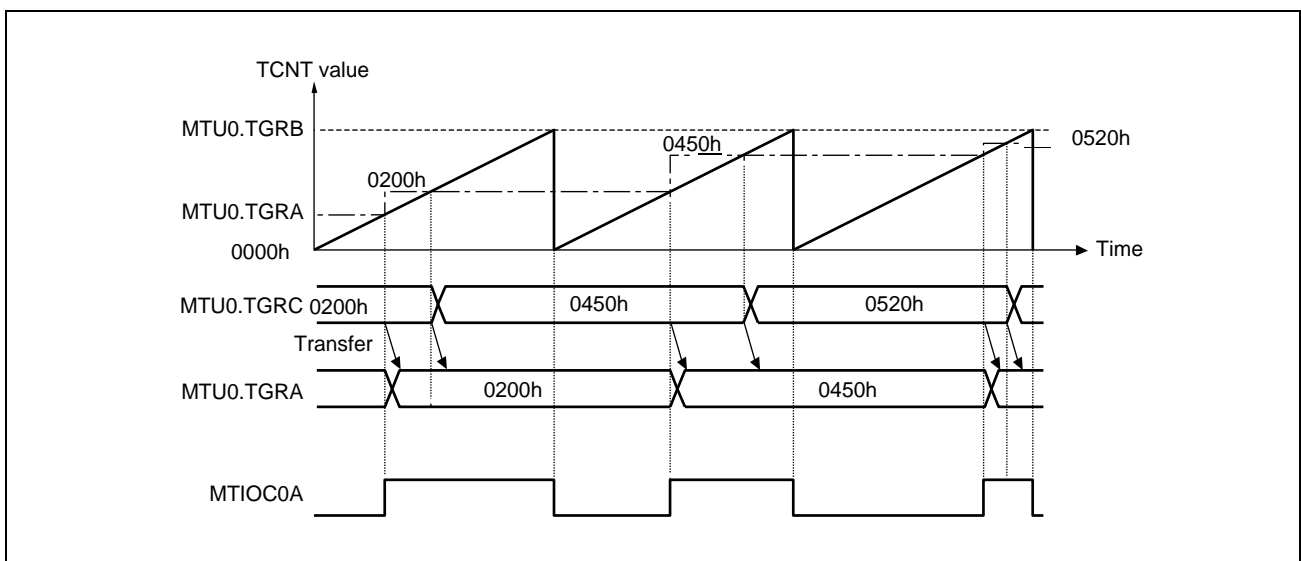 TCNT value
MTU0.TGRB
0450h
0520h
0200h
MTU0.TGRA
0000h
Time
MTU0.TGRC 0200h 0450h 0520h
Transfer
MTU0.TGRA 0200h 0450h
MTIOC0A